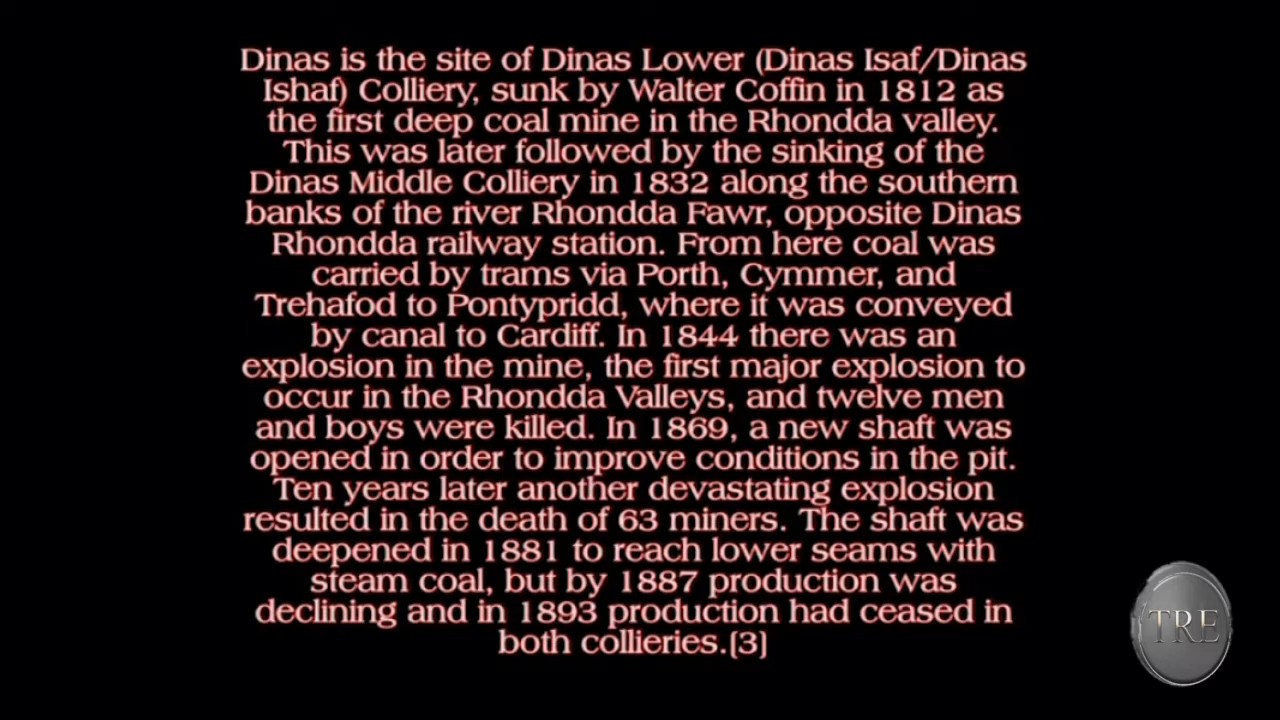 Dinas is the site of Dinas Lower (Dinas Isaf/Dinas
Ishaf) Colliery, sunk by Walter Coffin in 1812 as
the first deep coal mine in the Rhondda valley.
This was later followed by the sinking of the
Dinas Middle Colliery in 1832 along the southern
banks of the river Rhondda Fawr, opposite Dinas
Rhondda railway station. From here coal was
carried by trams via Porth, Cymmer, and
Trehafod to Pontypridd, where it was conveyed
by canal to Cardiff. In 1844 there was an
explosion in the mine, the first major explosion to
occur in the Rhondda Valleys, and twelve men
and boys were killed. In 1869, a new shaft was
opened in order to improve conditions in the pit.
Ten years later another devastating explosion
resulted in the death of 63 miners. The shaft was
deepened in 1881 to reach lower seams with
steam coal, but by 1887 production was
declining and in 1893 production had ceased in
both collieries.[3]
TRE